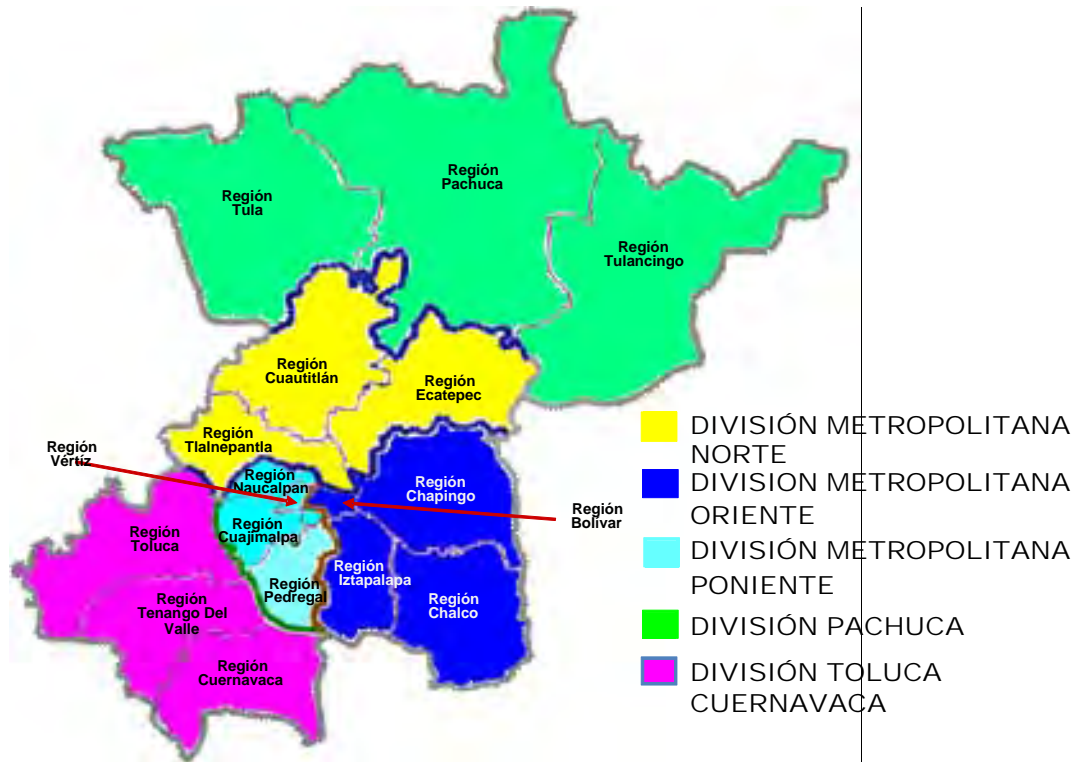 Región
Pachuca
Región
Tula
Región
Tulancingo
Región
Cuautitlán
Región
Ecatepec
Región
Tlalnepantla
Región
Vértíz
Región
Naucalpan
Región
Chapingo
Región
Bolivar
Región
Cuajimalpa
Región
Toluca
Región
Iztapalapa
Región
Pedregal
Región
Chalco
Región
Tenango Del
Valle
Región
Cuernavaca
DIVISIÓN METROPOLITANA
NORTE
DIVISION METROPOLITANA
ORIENTE
DIVISIÓN METROPOLITANA
PONIENTE
DIVISIÓN PACHUCA
DIVISIÓN TOLUCA
CUERNAVACA